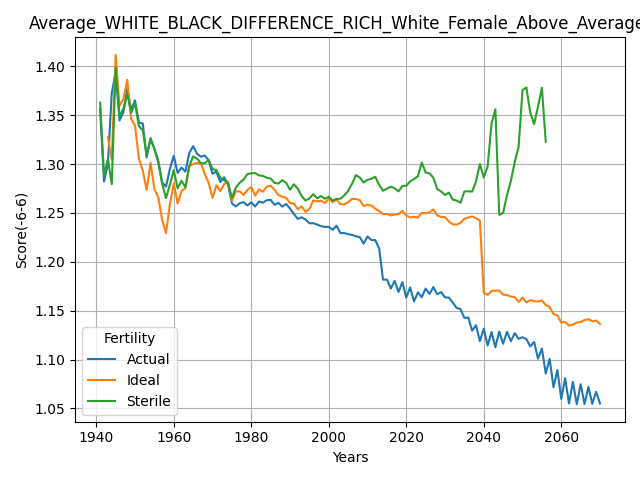 Average_WHITE_BLACK_DIFFERENCE_RICH_White_Female_Above_Average
1.40
1.35
1.30
1.25
1.20
1.15
1.10
1.05
Score(-6-6)
Fertility
Actual
Ideal
Sterile
1940 1960 1980 2000 2020 2040 2060
Years